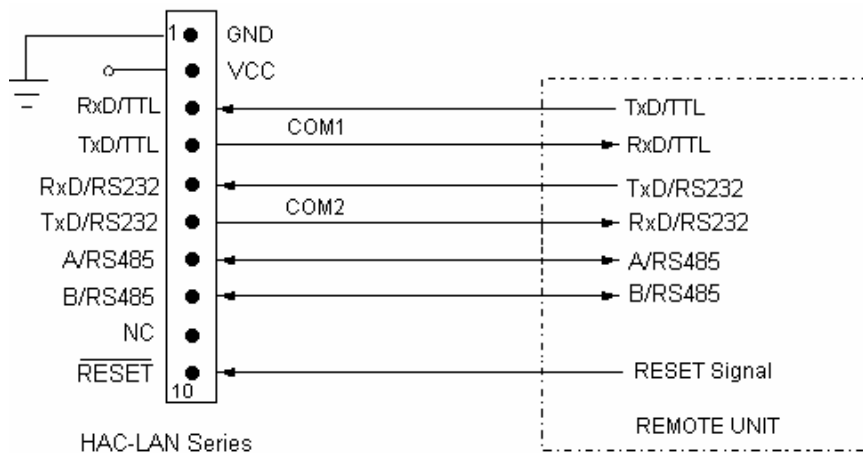 1 GND
VCC
RxD/TTL TxD/TTL
COM1
TxD/TTL RxD/TTL
RxD/RS232 TxD/RS232
COM2
TxD/RS232 RxD/RS232
A/RS485 A/RS485
B/RS485 B/RS485
NC
RESET RESET Signal
10
REMOTE UNIT
HAC-LAN Series